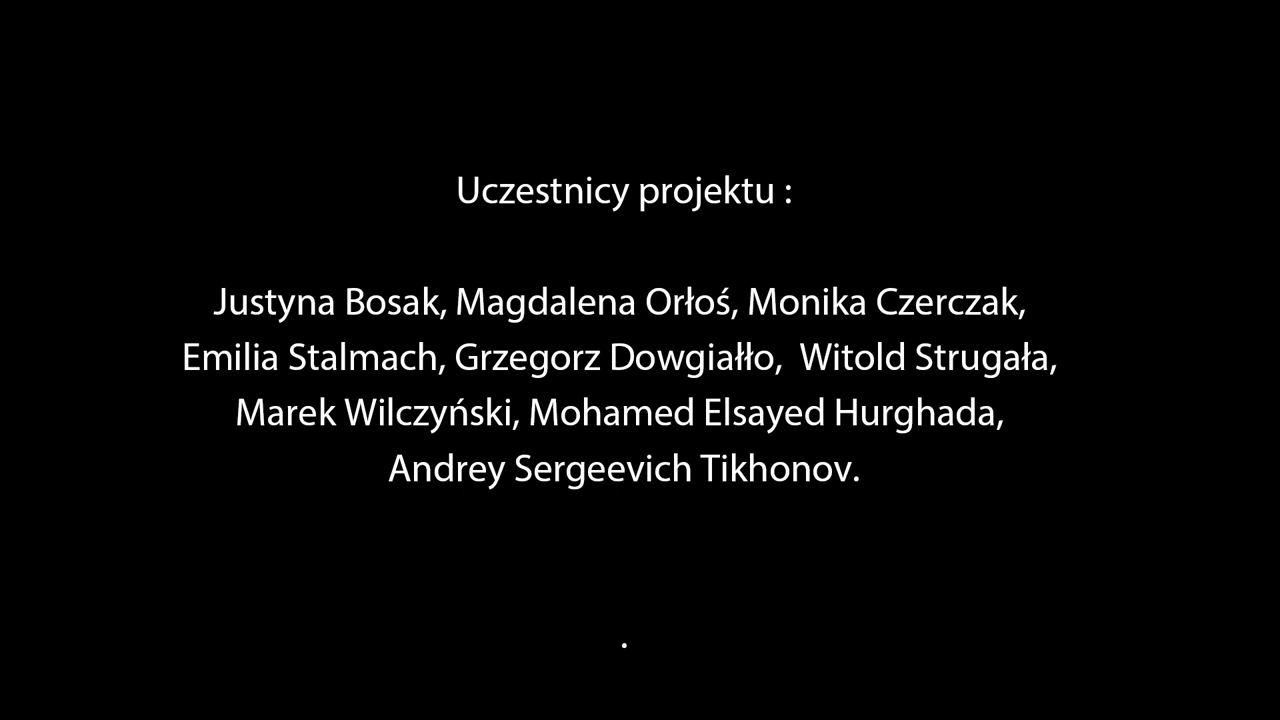 Uczestnicy projektu :
Justyna Bosak, Magdalena Orłoś, Monika Czerczak,
Emilia Stalmach, Grzegorz Dowgiałło,  Witold Strugała,
Marek Wilczyński, Mohamed Elsayed Hurghada,
Andrey Sergeevich Tikhonov.
.